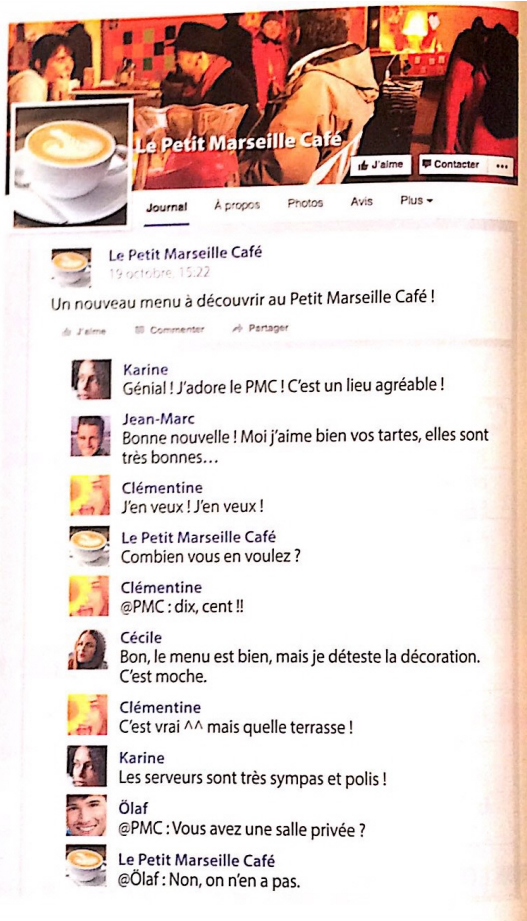 Le Petit Marseille Café
J'aime
Contacter
...
Journal
À propos
Photos
Avis
Plus
Le Petit Marseille Café
19 octobre, 15:22
Un nouveau menu à découvrir au Petit Marseille Café !
J'aime
Commenter
Partager
Karine
Génial ! J'adore le PMC ! C'est un lieu agréable !
Jean-Marc
Bonne nouvelle ! Moi j'aime bien vos tartes, elles sont
très bonnes…
Clémentine
J'en veux ! J'en veux !
Le Petit Marseille Café
Combien vous en voulez ?
Clémentine
@PMC : dix, cent !!
Cécile
Bon, le menu est bien, mais je déteste la décoration.
C'est moche.
Clémentine
C'est vrai ^^ mais quelle terrasse !
Karine
Les serveurs sont très sympas et polis !
Ölaf
@PMC : Vous avez une salle privée ?
Le Petit Marseille Café
@Ölaf : Non, on n'en a pas.